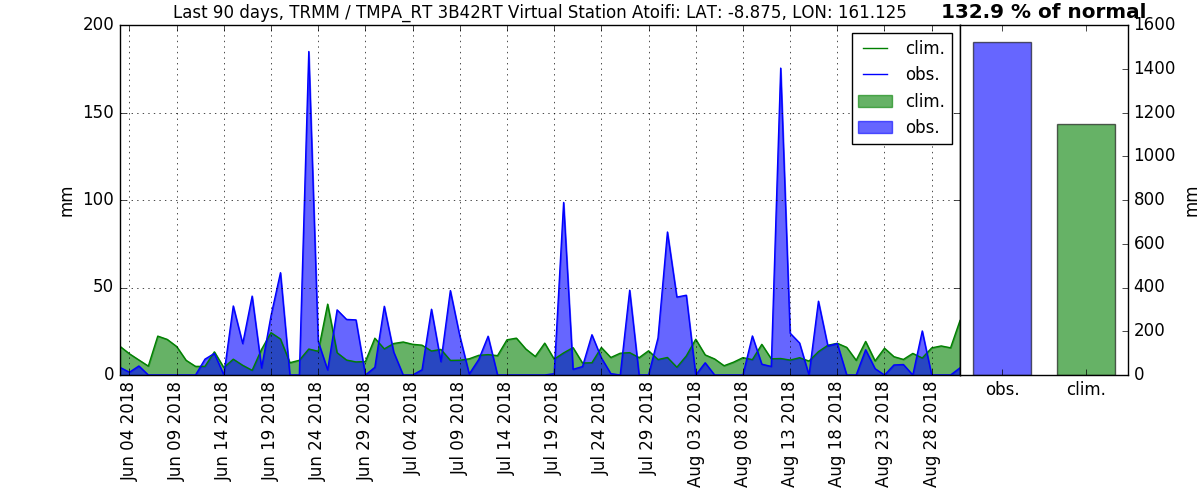 Last 90 days, TRMM / TMPA_RT 3B42RT Virtual Station Atoifi: LAT: -8.875, LON: 161.125
132.9 % of normal
200
150
100
50
0
mm
clim.
obs.
clim.
obs.
Jun 04 2018
Jun 09 2018
Jun 14 2018
Jun 19 2018
Jun 24 2018
Jun 29 2018
Jul 04 2018
Jul 09 2018
Jul 14 2018
Jul 19 2018
Jul 24 2018
Jul 29 2018
Aug 03 2018
Aug 08 2018
Aug 13 2018
Aug 18 2018
Aug 23 2018
Aug 28 2018
1600
1400
1200
1000
800
600
400
200
0
mm
obs.
clim.